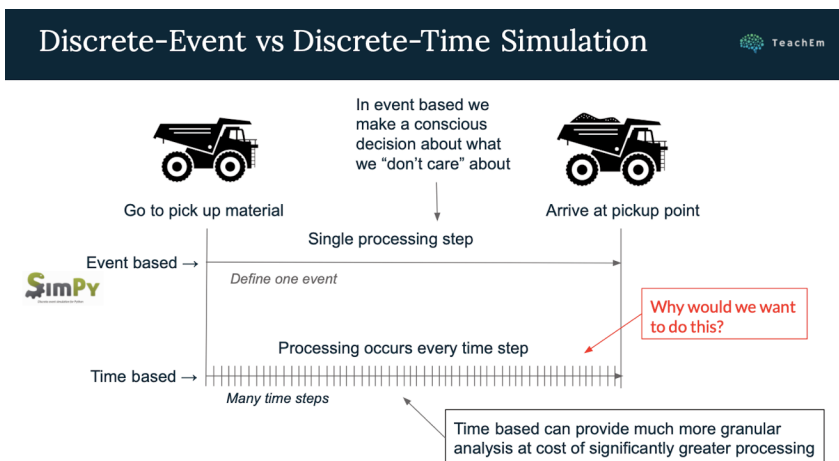 Discrete-Event vs Discrete-Time Simulation
TeachEm
In event based we
make a conscious
decision about what
we “don’t care” about
Go to pick up material
Arrive at pickup point
Single processing step
Event based →
Define one event
SimPy
Why would we want
to do this?
Processing occurs every time step
Time based →
Many time steps
Time based can provide much more granular
analysis at cost of significantly greater processing